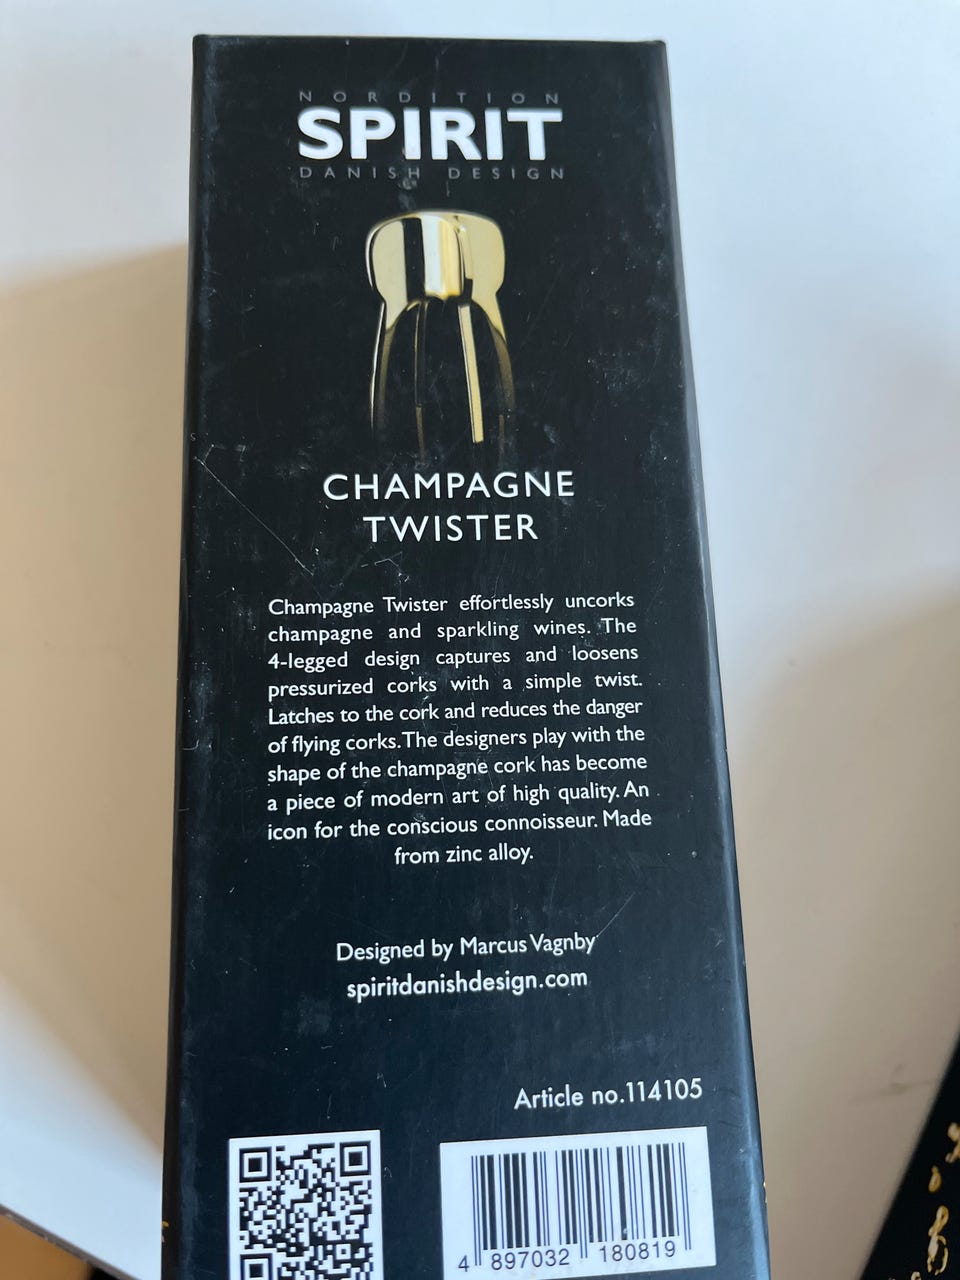 NORDITION
SPIRIT
DANISH DESIGN
CHAMPAGNE
TWISTER
Champagne Twister effortlessly uncorks
champagne and sparkling wines. The
4-legged design captures and loosens
pressurized corks with a simple twist.
Latches to the cork and reduces the danger
of flying corks. The designers play with the
shape of the champagne cork has become
a piece of modern art of high quality. An
icon for the conscious connoisseur. Made
from zinc alloy.
Designed by Marcus Vagnby
spiritdanishdesign.com
Article no.114105
4 897032 180819